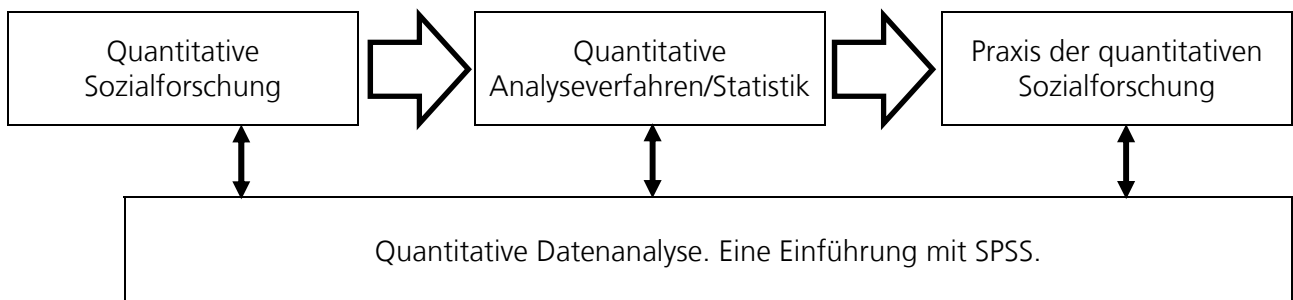 Quantitative
Sozialforschung
Quantitative
Analyseverfahren/Statistik
Praxis der quantitativen
Sozialforschung
Quantitative Datenanalyse. Eine Einführung mit SPSS.